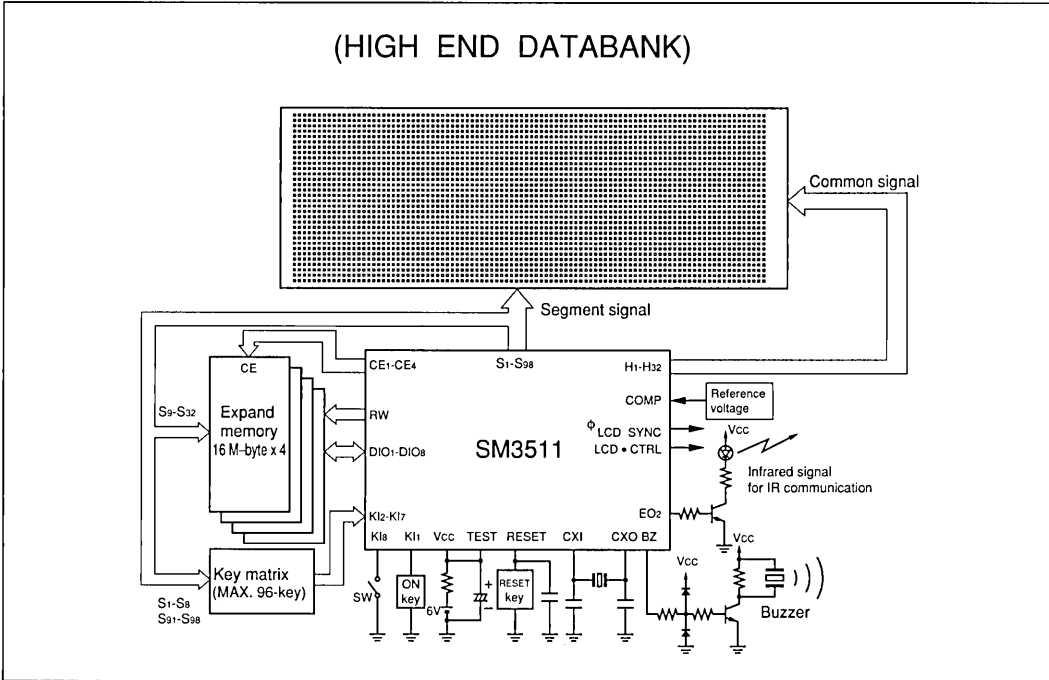 (HIGH END DATABANK)
Common signal
Segment signal
CE
CE1-CE4
S1-S98
H1-H32
S9-S32
Expand
memory
16 M-byte x 4
RW
COMP
Reference
voltage
DIO1-DIO8
SM3511
ϕ LCD SYNC
LCD • CTRL
Vcc
Infrared signal
for IR communication
KI2-KI7
EO2
KI8
KI1
Vcc
TEST
RESET
CXI
CXO
BZ
Key matrix
(MAX. 96-key)
S1-S8
S91-S98
SW
ON
key
6V
+
−
RESET
key
Vcc
Vcc
Buzzer